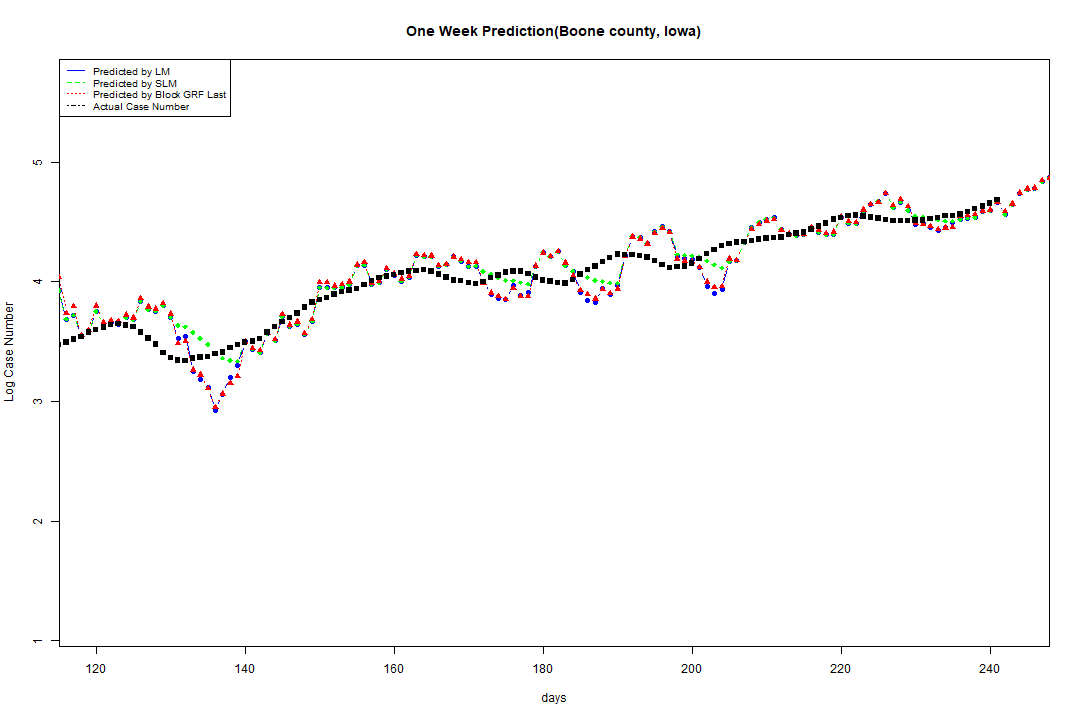 One Week Prediction(Boone county, Iowa)
Predicted by LM
Predicted by SLM
Predicted by Block GRF Last
Actual Case Number
5
4
3
2
1
Log Case Number
120 140 160 180 200 220 240
days